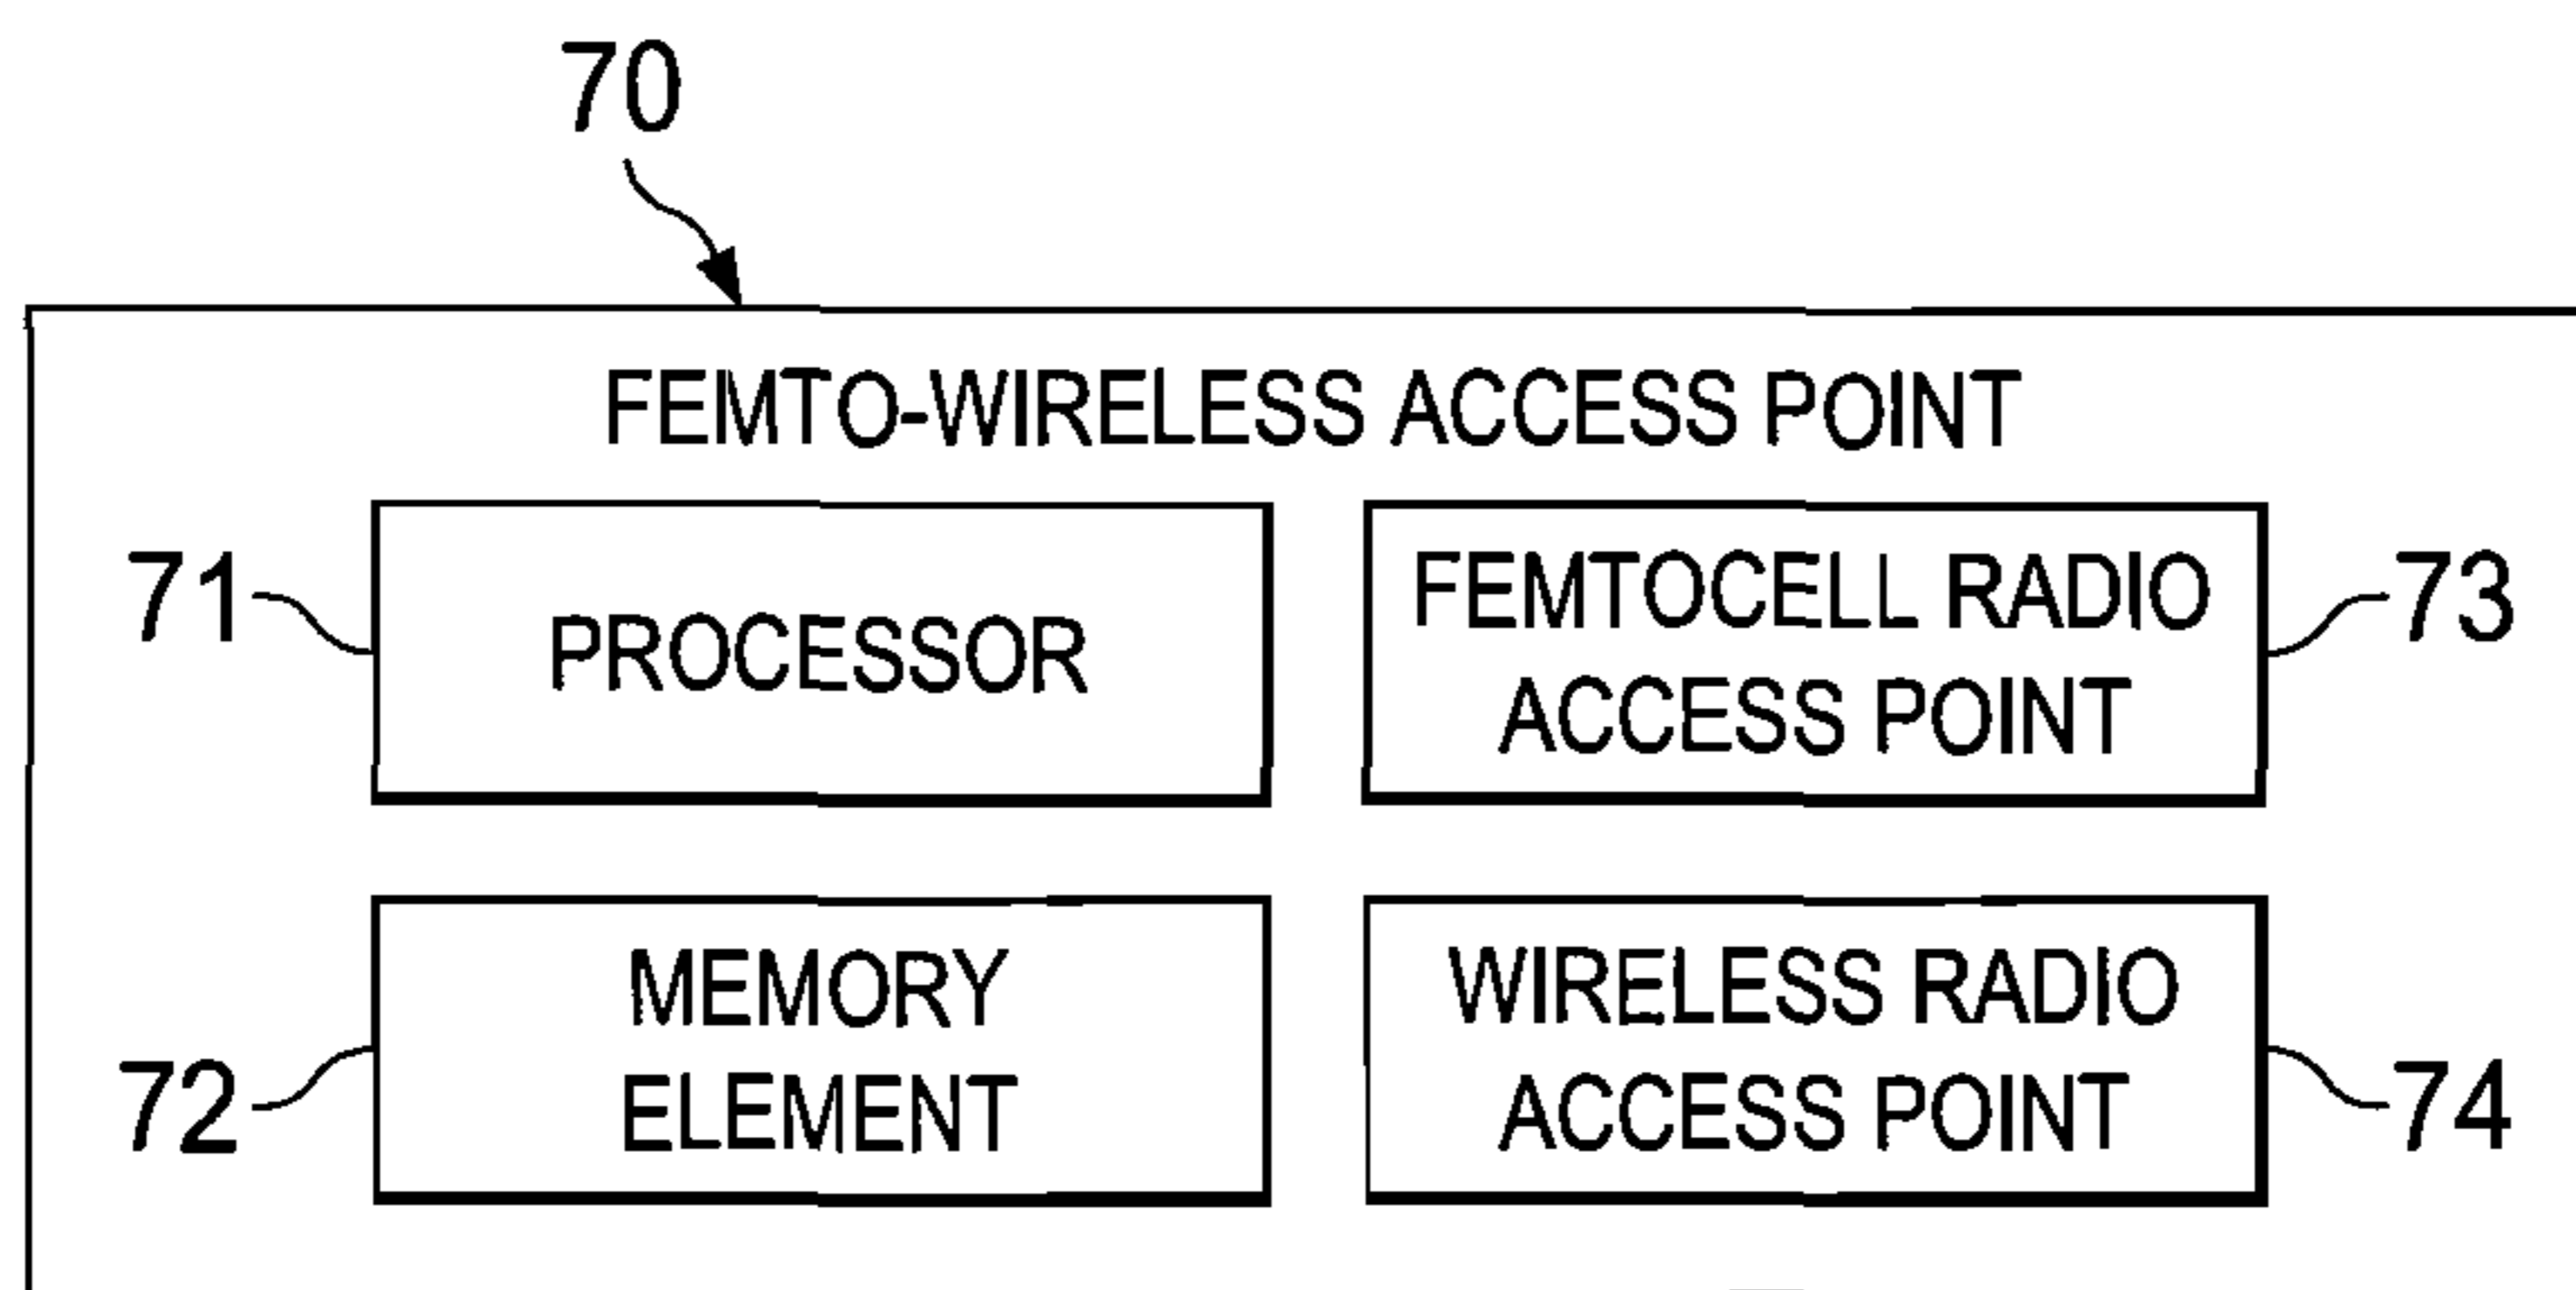 70
FEMTO-WIRELESS ACCESS POINT
71
PROCESSOR
FEMTOCELL RADIO
ACCESS POINT
73
72
MEMORY
ELEMENT
WIRELESS RADIO
ACCESS POINT
74